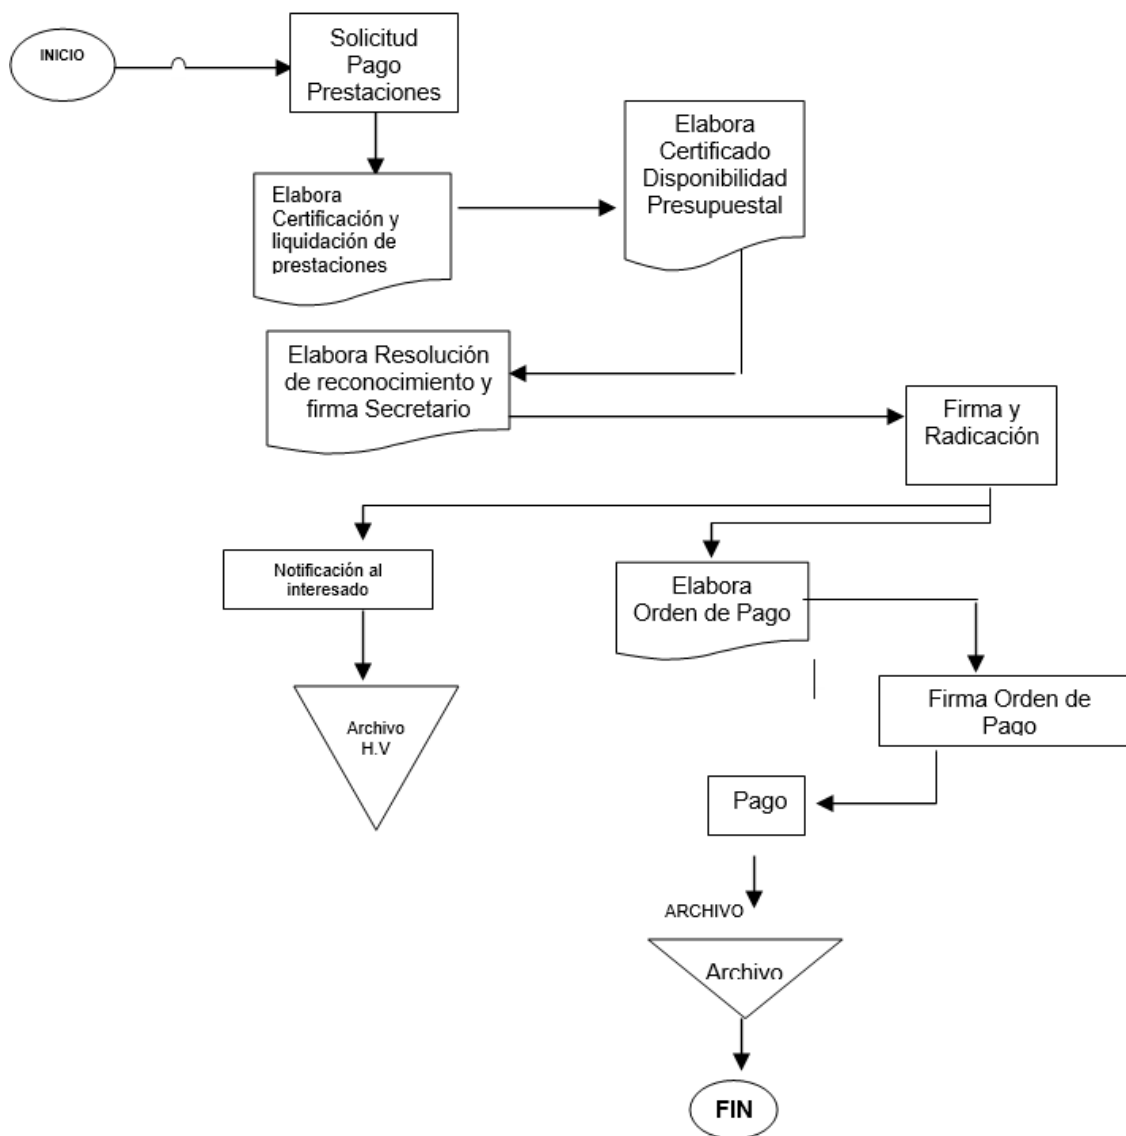 INICIO
Solicitud
Pago
Prestaciones
Elabora
Certificado
Disponibilidad
Presupuestal
Elabora
Certificación y
liquidación de
prestaciones
Elabora Resolución
de reconocimiento y
firma Secretario
Firma y
Radicación
Notificación al
interesado
Elabora
Orden de Pago
Archivo
H.V
Firma Orden de
Pago
Pago
ARCHIVO
Archivo
FIN